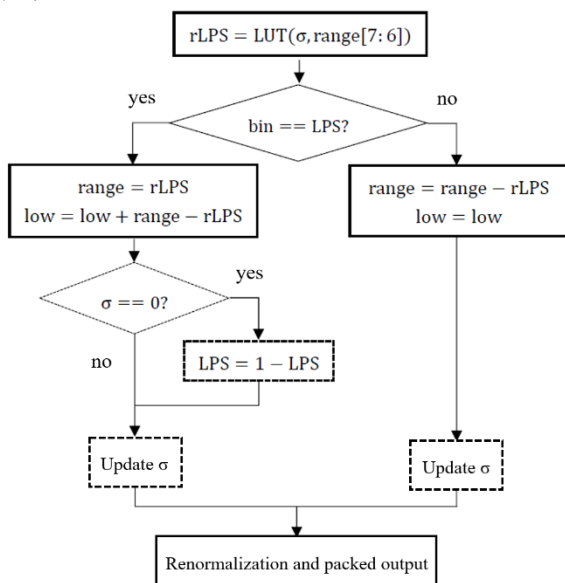 rLPS = LUT(σ, range[7: 6])
yes
no
bin == LPS?
range = rLPS
low = low + range − rLPS
range = range − rLPS
low = low
yes
σ == 0?
no
LPS = 1 − LPS
Update σ
Update σ
Renormalization and packed output